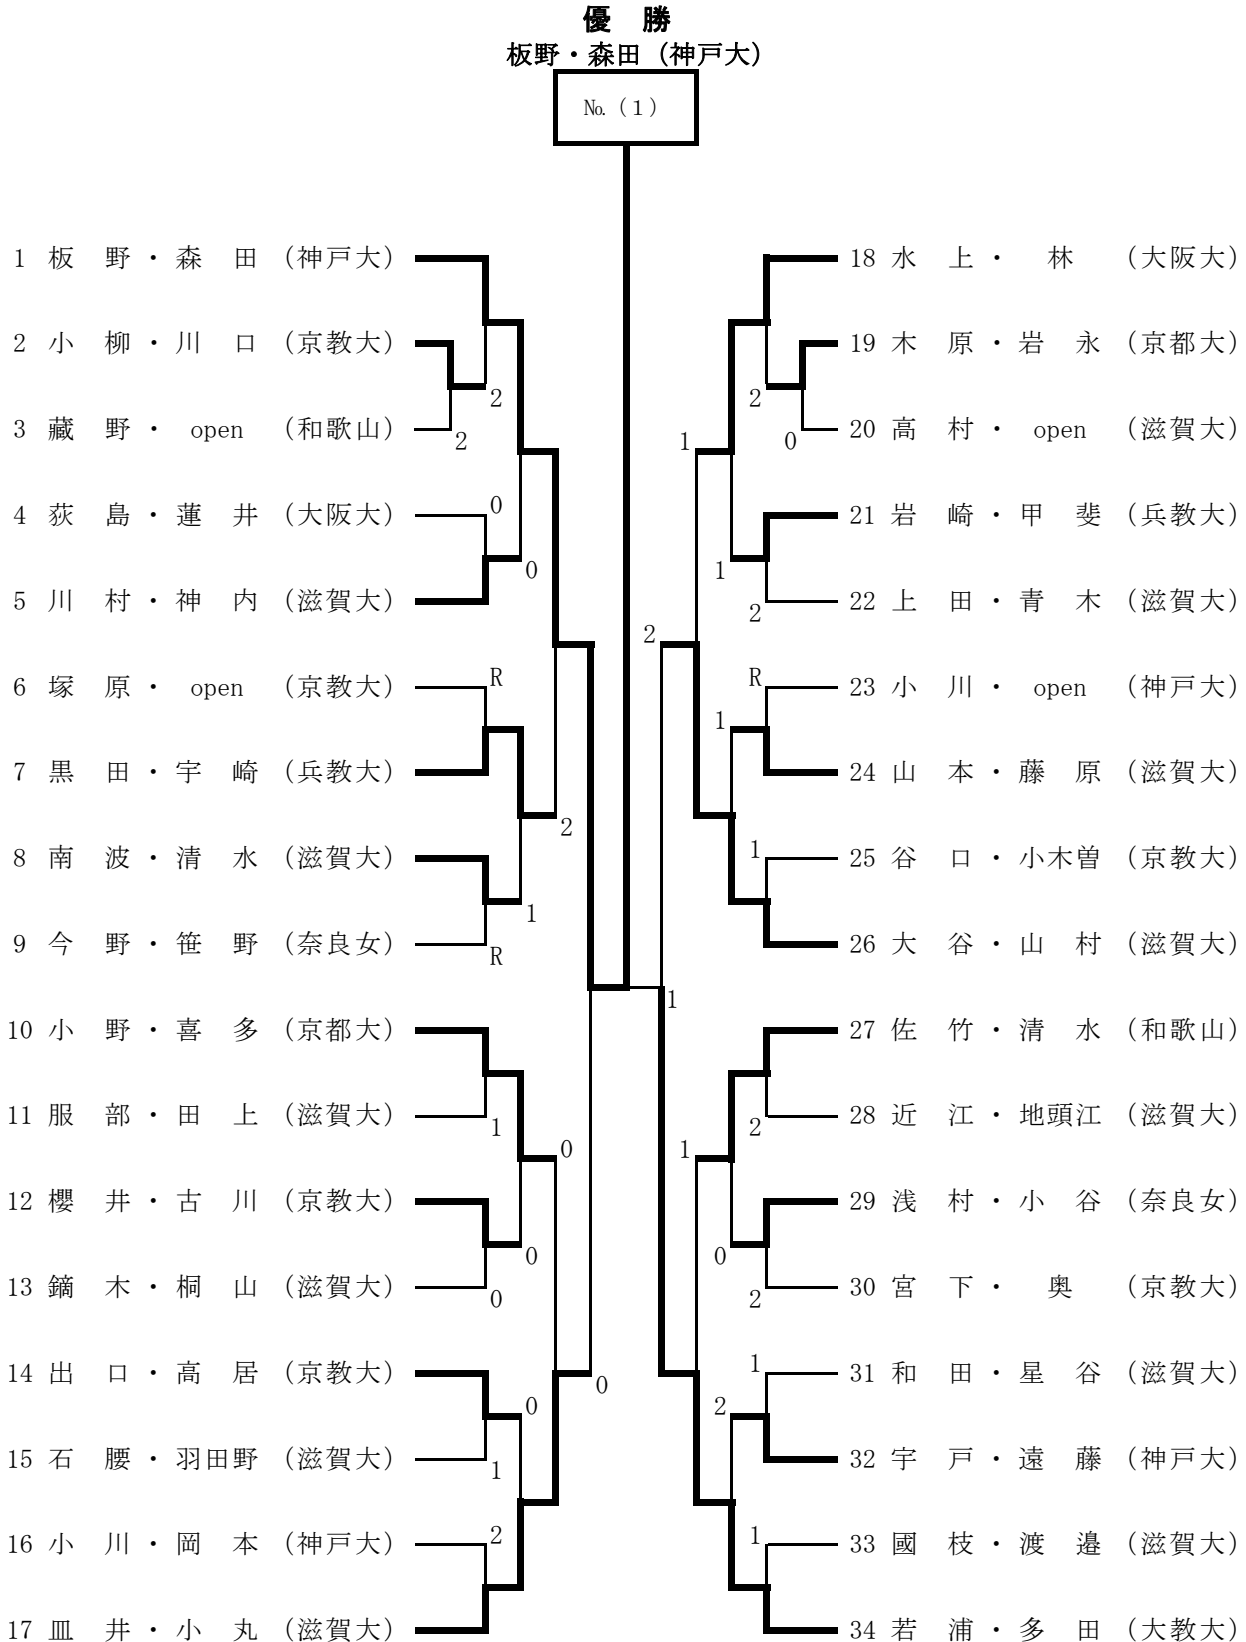 優　勝
板野・森田（神戸大）
№（１）
1 板　野・森　田（神戸大）
2 小　柳・川　口（京教大）
2
3 藏　野・ open （和歌山）
2
0
4 荻　島・蓮　井（大阪大）
0
5 川　村・神　内（滋賀大）
R
6 塚　原・ open （京教大）
7 黒　田・宇　崎（兵教大）
2
8 南　波・清　水（滋賀大）
1
9 今　野・笹　野（奈良女）
R
10 小　野・喜　多（京都大）
11 服　部・田　上（滋賀大）
1
0
12 櫻　井・古　川（京教大）
0
13 鏑　木・桐　山（滋賀大）
0
14 出　口・高　居（京教大）
0
0
15 石　腰・羽田野（滋賀大）
1
2
16 小　川・岡　本（神戸大）
17 皿　井・小　丸（滋賀大）
18 水　上・　林　（大阪大）
19 木　原・岩　永（京都大）
2
20 高　村・ open （滋賀大）
0
1
21 岩　崎・甲　斐（兵教大）
1
22 上　田・青　木（滋賀大）
2
2
R
23 小　川・ open （神戸大）
1
24 山　本・藤　原（滋賀大）
1
25 谷　口・小木曽（京教大）
26 大　谷・山　村（滋賀大）
1
27 佐　竹・清　水（和歌山）
28 近　江・地頭江（滋賀大）
2
1
29 浅　村・小　谷（奈良女）
0
30 宮　下・　奥　（京教大）
2
1
31 和　田・星　谷（滋賀大）
2
32 宇　戸・遠　藤（神戸大）
1
33 國　枝・渡　邉（滋賀大）
34 若　浦・多　田（大教大）